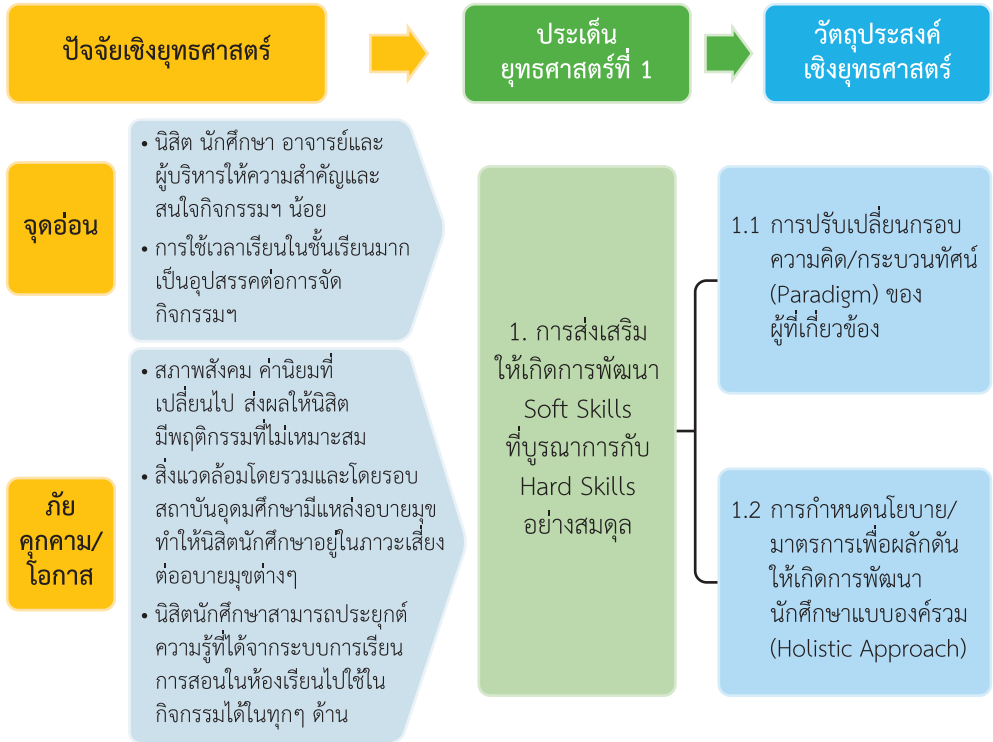 ปัจจัยเชิงยุทธศาสตร์
ประเด็น
ยุทธศาสตร์ที่ 1
วัตถุประสงค์
เชิงยุทธศาสตร์
จุดอ่อน
• นิสิต นักศึกษา อาจารย์และ
ผู้บริหารให้ความสำคัญและ
สนใจกิจกรรมฯ น้อย
• การใช้เวลาเรียนในชั้นเรียนมาก
เป็นอุปสรรคต่อการจัด
กิจกรรมฯ
ภัย
คุกคาม/
โอกาส
• สภาพสังคม ค่านิยมที่
เปลี่ยนไป ส่งผลให้นิสิต
มีพฤติกรรมที่ไม่เหมาะสม
• สิ่งแวดล้อมโดยรวมและโดยรอบ
สถาบันอุดมศึกษามีแหล่งอบายมุข
ทำให้นิสิตนักศึกษาอยู่ในภาวะเสี่ยง
ต่ออบายมุขต่างๆ
• นิสิตนักศึกษาสามารถประยุกต์
ความรู้ที่ได้จากระบบการเรียน
การสอนในห้องเรียนไปใช้ใน
กิจกรรมได้ในทุกๆ ด้าน
1. การส่งเสริม
ให้เกิดการพัฒนา
Soft Skills
ที่บูรณาการกับ
Hard Skills
อย่างสมดุล
1.1 การปรับเปลี่ยนกรอบ
ความคิด/กระบวนทัศน์
(Paradigm) ของ
ผู้ที่เกี่ยวข้อง
1.2 การกำหนดนโยบาย/
มาตรการเพื่อผลักดัน
ให้เกิดการพัฒนา
นักศึกษาแบบองค์รวม
(Holistic Approach)